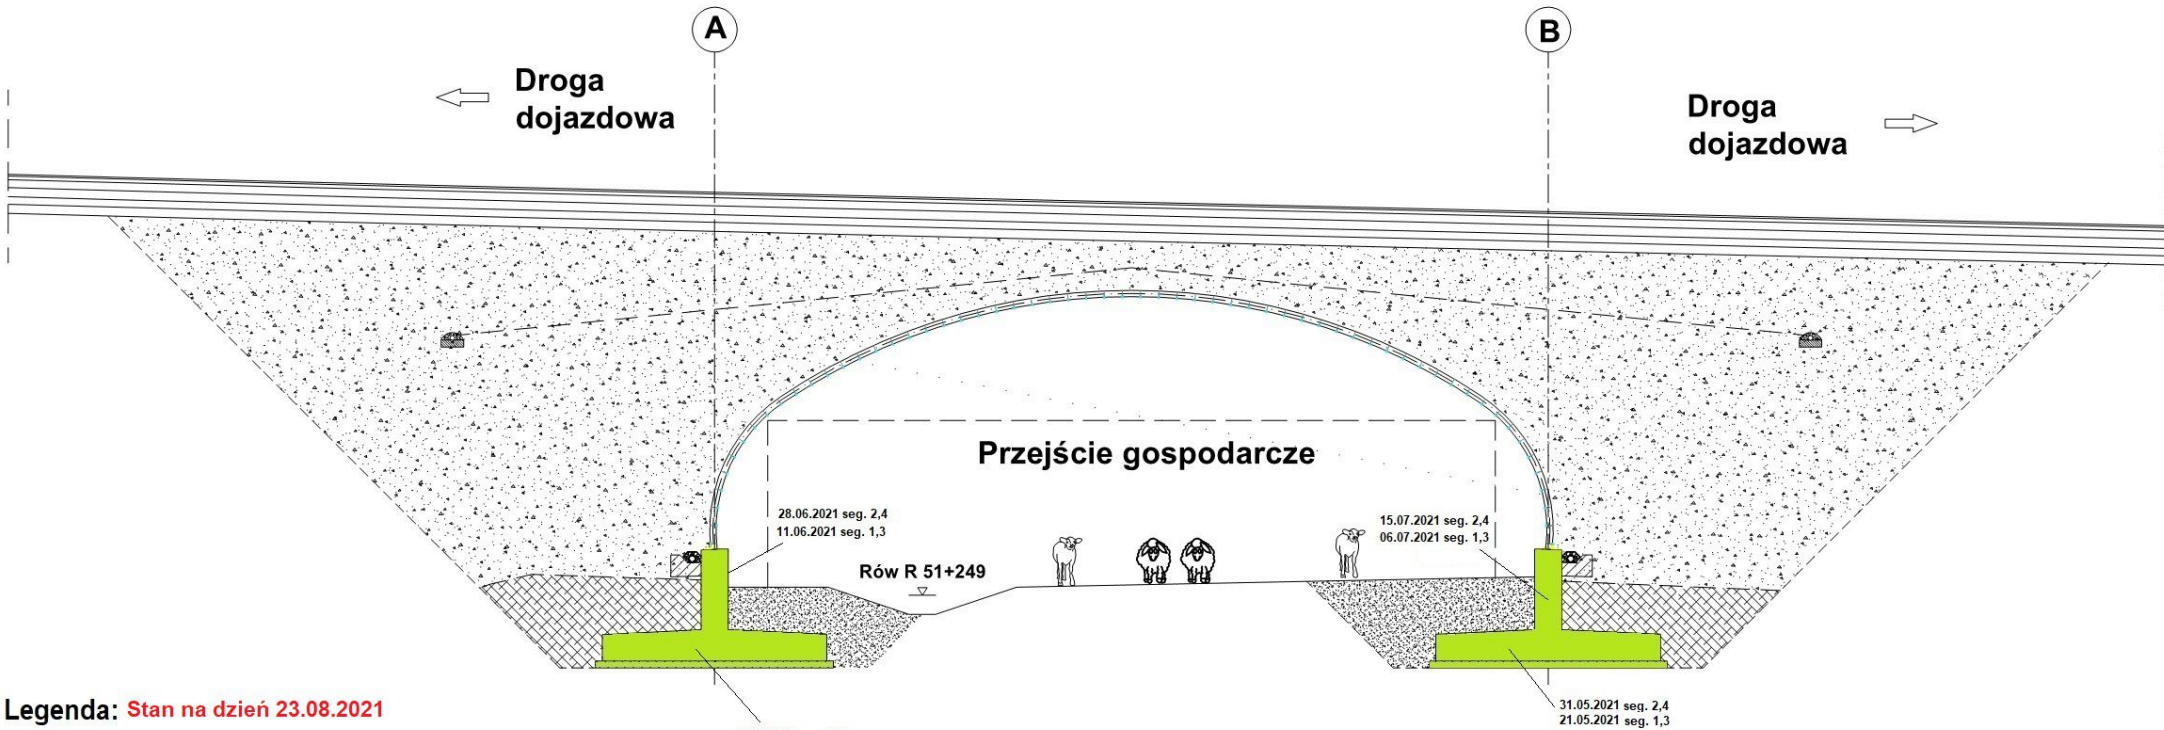 A
B
Droga
dojazdowa
Droga
dojazdowa
Przejście gospodarcze
28.06.2021 seg. 2,4
11.06.2021 seg. 1,3
15.07.2021 seg. 2,4
06.07.2021 seg. 1,3
Rów R 51+249
31.05.2021 seg. 2,4
21.05.2021 seg. 1,3
Legenda: Stan na dzień 23.08.2021